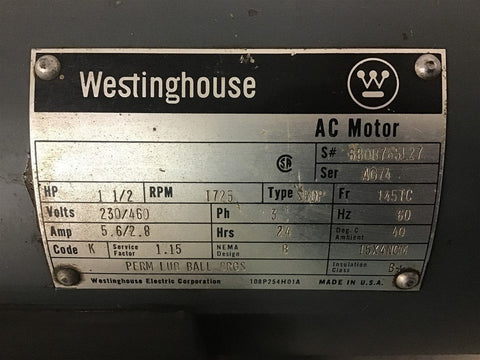 Westinghouse
AC Motor
S#
Ser 4674
HP 1 1/2 RPM 1725 Type Fr 145TC
Volts 230/460 Ph 3 Hz 60
Amp 5.6/2.8 Hrs 24 Deg. C Ambient 40
Code K Service Factor 1.15 NEMA Design B
PERM LUB BALL BRGS Insulation Class B
Westinghouse Electric Corporation 108P254H01A MADE IN U.S.A.